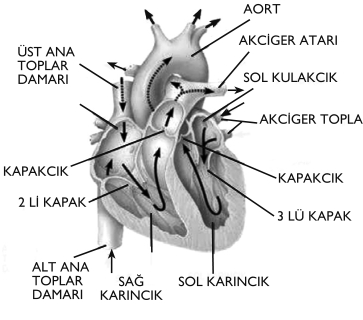 AORT
ÜST ANA
TOPLAR
DAMARI
AKCİGER ATARI
SOL KULAKCIK
AKCİGER TOPLA
KAPAKCIK
KAPAKCIK
2 Lİ KAPAK
3 LÜ KAPAK
ALT ANA
TOPLAR
DAMARI
SAĞ
KARINCIK
SOL KARINCIK